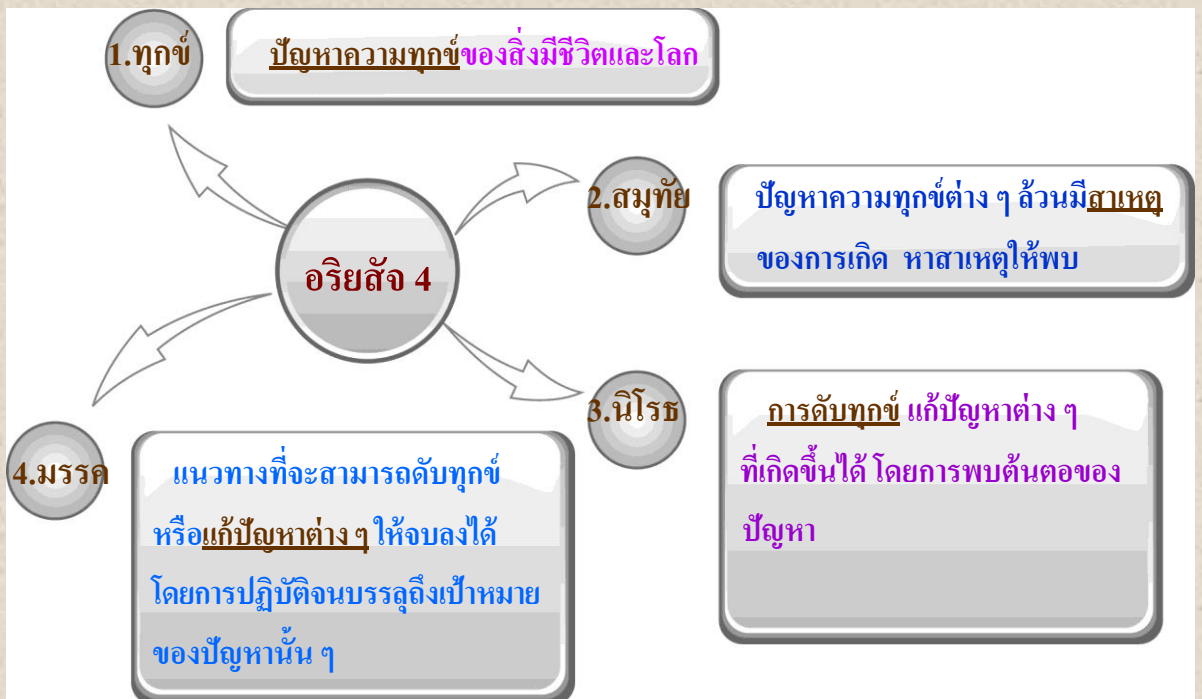 1.ทุกข์
ปัญหาความทุกข์ของสิ่งมีชีวิตและโลก
อริยสัจ 4
2.สมุทัย
ปัญหาความทุกข์ต่าง ๆ ล้วนมีสาเหตุ
ของการเกิด หาสาเหตุให้พบ
3.นิโรธ
การดับทุกข์ แก้ปัญหาต่าง ๆ
ที่เกิดขึ้นได้ โดยการพบต้นตอของ
ปัญหา
4.มรรค
แนวทางที่จะสามารถดับทุกข์
หรือแก้ปัญหาต่าง ๆ ให้จบลงได้
โดยการปฏิบัติจนบรรลุถึงเป้าหมาย
ของปัญหานั้น ๆ